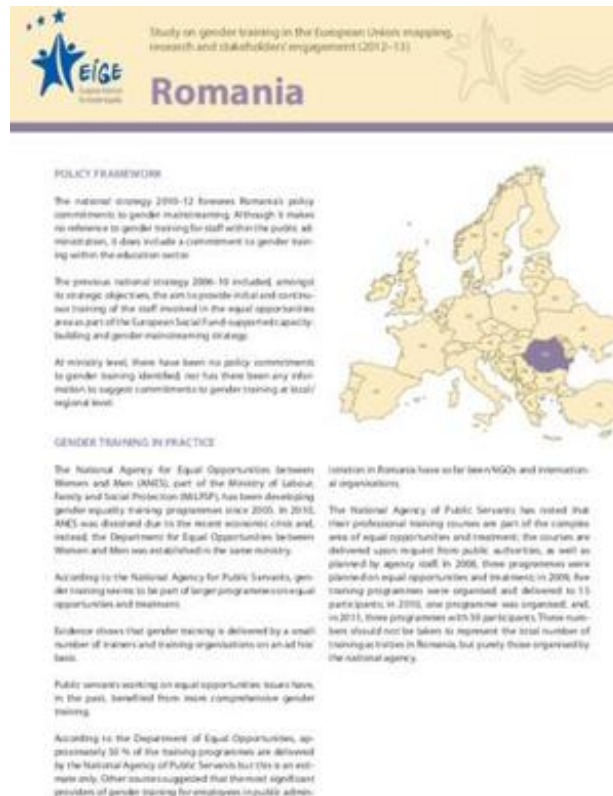 Study on gender training in the European Union: mapping,
research and stakeholders' engagement (2012–13)
EIGE
Romania
POLICY FRAMEWORK
The national strategy 2010–12 foresees Romania's policy
commitments to gender mainstreaming. Although it makes
no reference to gender training for staff within the public ad-
ministration, it does include a commitment to gender train-
ing within the education sector.
The previous national strategy 2006–10 included, amongst
its strategic objectives, the aim to provide initial and continu-
ous training of the staff involved in the equal opportunities
area as part of the European Social Fund-supported capacity-
building and gender mainstreaming strategy.
At ministry level, there have been no policy commitments
to gender training identified, nor has there been any infor-
mation to suggest commitments to gender training at local/
regional level.
GENDER TRAINING IN PRACTICE
The National Agency for Equal Opportunities between
Women and Men (ANES), part of the Ministry of Labour,
Family and Social Protection (MLFSP), has been developing
gender equality training programmes since 2005. In 2010,
ANES was dissolved due to the recent economic crisis and,
instead, the Department for Equal Opportunities between
Women and Men was established in the same ministry.
According to the National Agency for Public Servants, gen-
der training seems to be part of larger programmes on equal
opportunities and treatment.
Evidence shows that gender training is delivered by a small
number of trainers and training organisations on an ad hoc
basis.
Public servants working on equal opportunities issues have,
in the past, benefited from more comprehensive gender
training.
According to the Department of Equal Opportunities, ap-
proximately 50 % of the training programmes are delivered
by the National Agency of Public Servants but this is an esti-
mate only. Other sources suggested that the most significant
providers of gender training for employees in public admin-
istration in Romania have so far been NGOs and internation-
al organisations.
The National Agency of Public Servants has noted that
their professional training courses are part of the complex
area of equal opportunities and treatment; the courses are
delivered upon request from public authorities, as well as
planned by agency staff. In 2008, three programmes were
planned on equal opportunities and treatment; in 2009, five
training programmes were organised and delivered to 15
participants; in 2010, one programme was organised; and,
in 2011, three programmes with 59 participants. These num-
bers should not be taken to represent the total number of
training activities in Romania, but purely those organised by
the national agency.